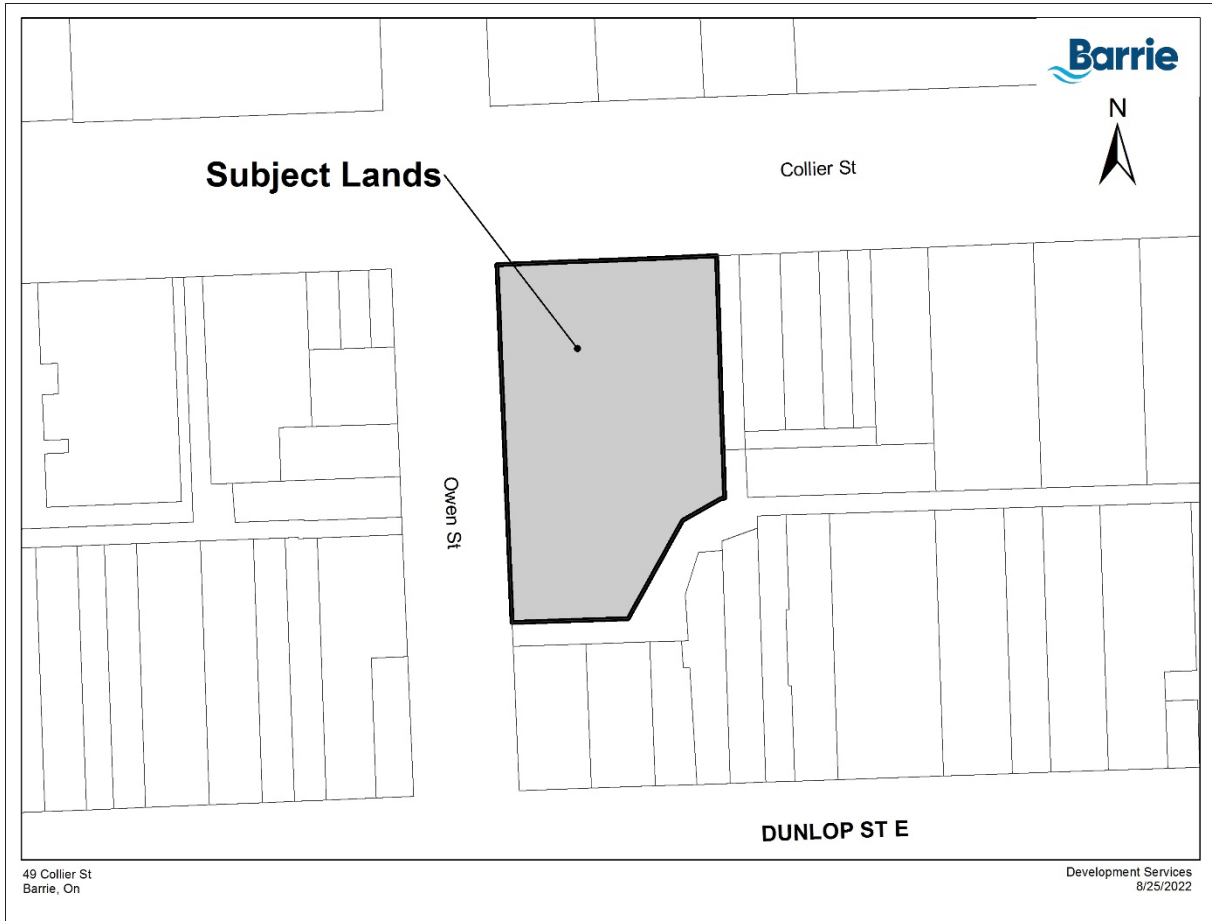 Barrie
N
Subject Lands
Collier St
Owen St
DUNLOP ST E
49 Collier St
Barrie, On
Development Services
8/25/2022